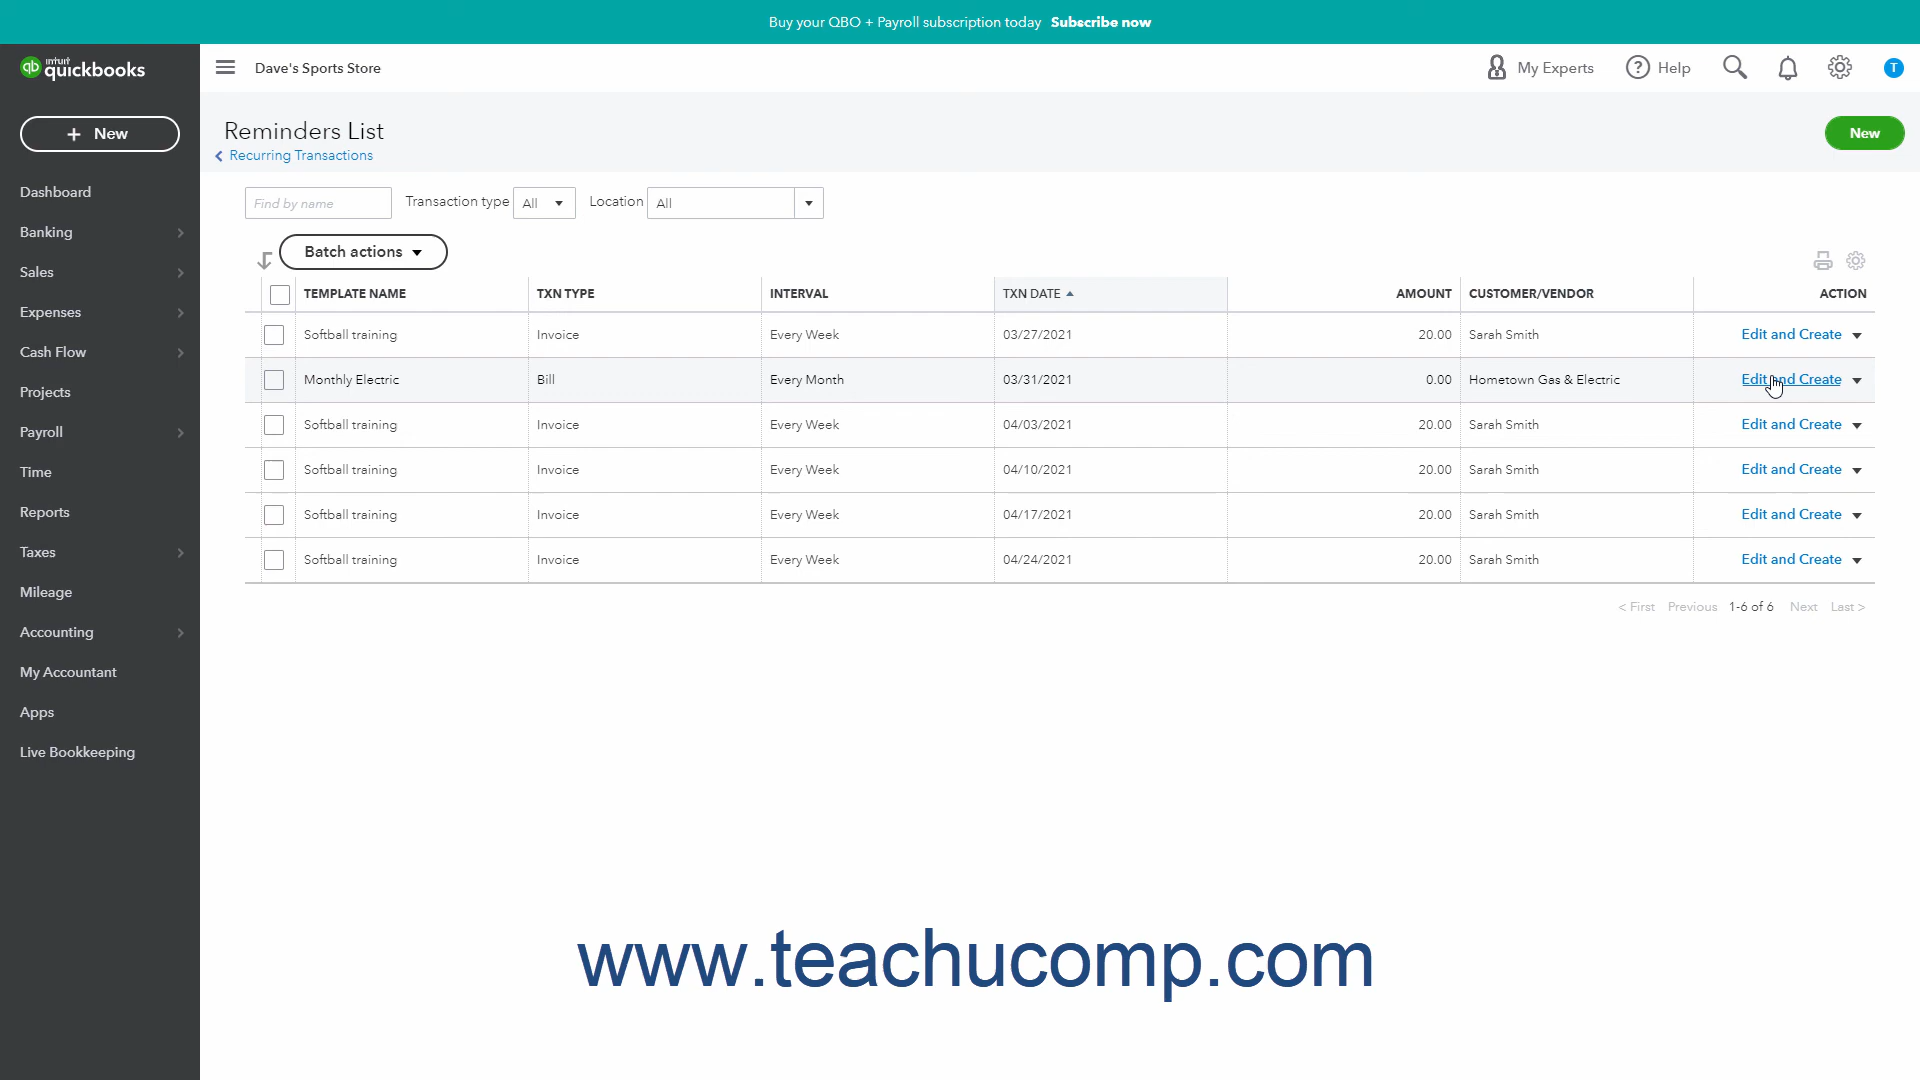 Buy your QBO + Payroll subscription today Subscribe now
intuit quickbooks
Dave's Sports Store
My Experts
Help
T
+ New
Reminders List
Recurring Transactions
New
Dashboard
Banking
Sales
Expenses
Cash Flow
Projects
Payroll
Time
Reports
Taxes
Mileage
Accounting
My Accountant
Apps
Live Bookkeeping
Find by name Transaction type All Location All
Batch actions
TEMPLATE NAME TXN TYPE INTERVAL TXN DATE AMOUNT CUSTOMER/VENDOR ACTION
Softball training Invoice Every Week 03/27/2021 20.00 Sarah Smith Edit and Create
Monthly Electric Bill Every Month 03/31/2021 0.00 Hometown Gas & Electric Edit and Create
Softball training Invoice Every Week 04/03/2021 20.00 Sarah Smith Edit and Create
Softball training Invoice Every Week 04/10/2021 20.00 Sarah Smith Edit and Create
Softball training Invoice Every Week 04/17/2021 20.00 Sarah Smith Edit and Create
Softball training Invoice Every Week 04/24/2021 20.00 Sarah Smith Edit and Create
< First Previous 1-6 of 6 Next Last >
www.teachucomp.com